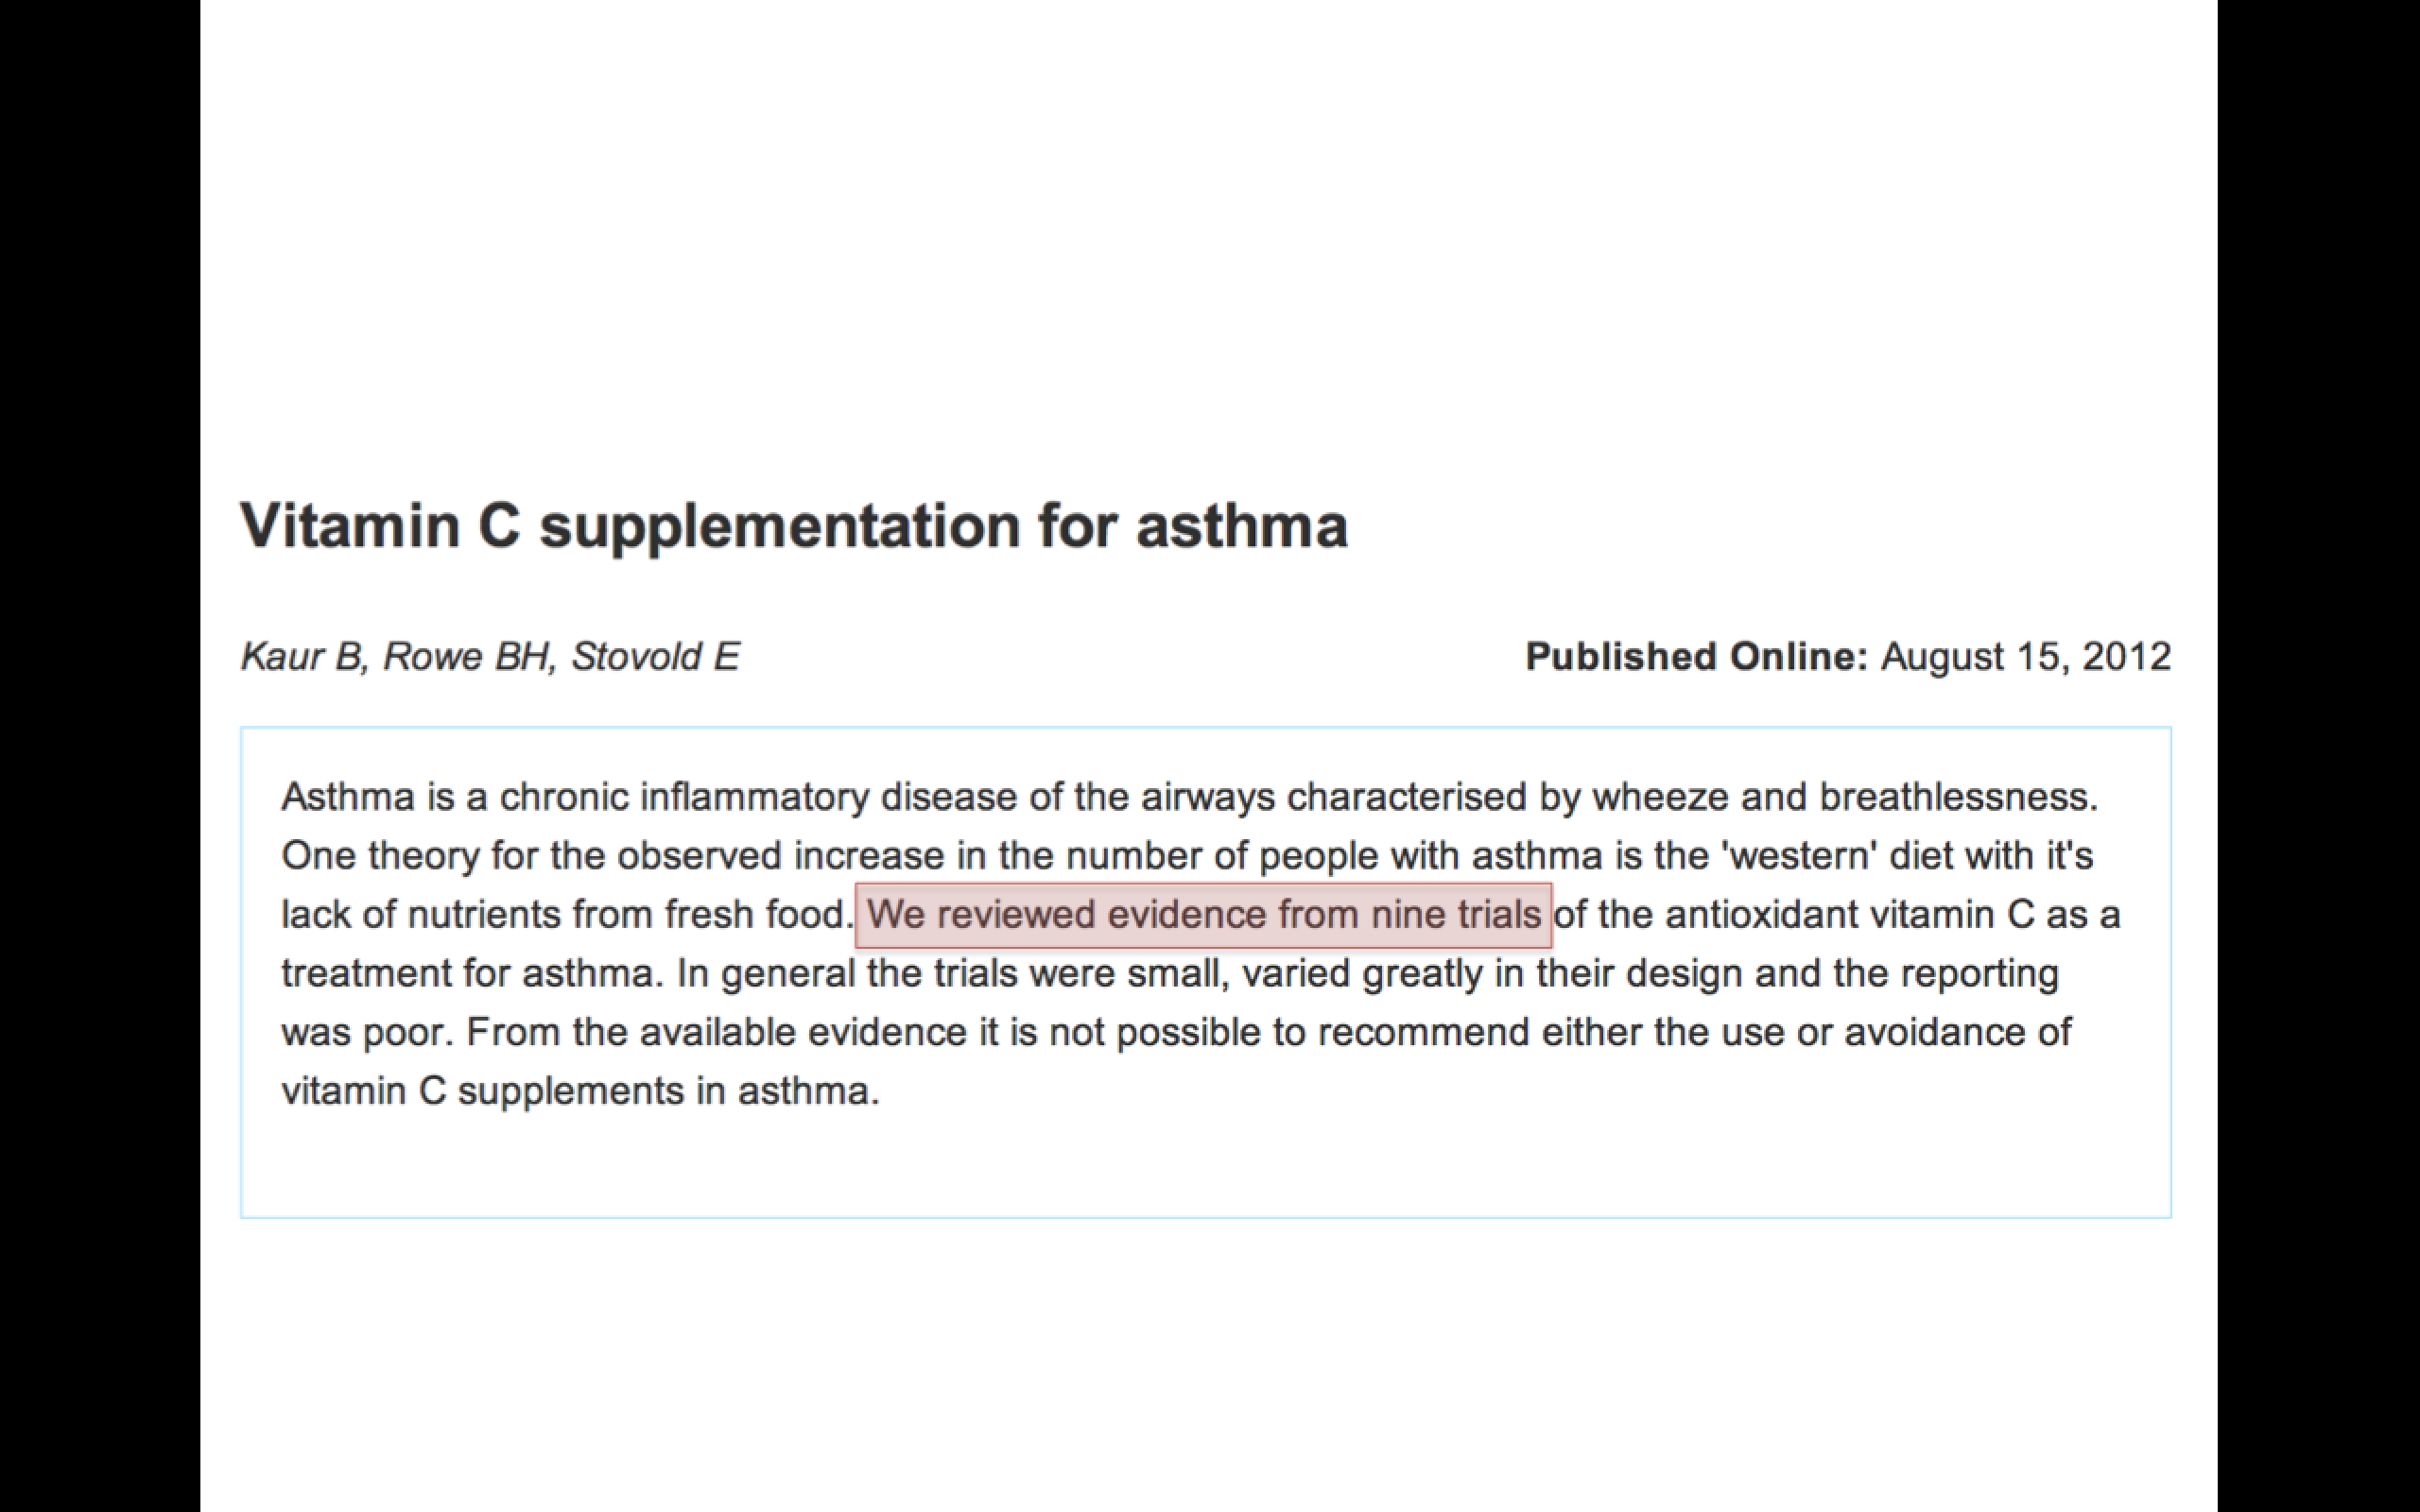 Vitamin C supplementation for asthma
Kaur B, Rowe BH, Stovold E
Published Online: August 15, 2012
Asthma is a chronic inflammatory disease of the airways characterised by wheeze and breathlessness.
One theory for the observed increase in the number of people with asthma is the 'western' diet with it's
lack of nutrients from fresh food. We reviewed evidence from nine trials of the antioxidant vitamin C as a
treatment for asthma. In general the trials were small, varied greatly in their design and the reporting
was poor. From the available evidence it is not possible to recommend either the use or avoidance of
vitamin C supplements in asthma.